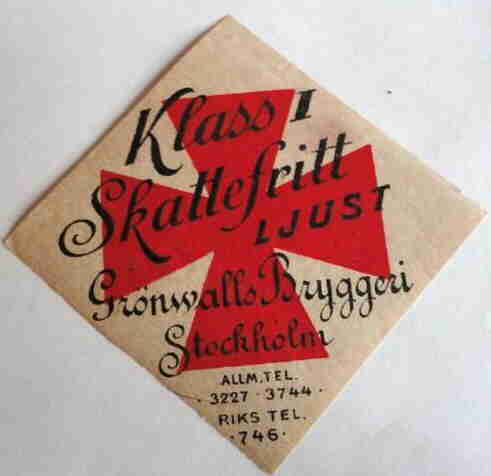 Klass I
Skattefritt
LJUST
Grönwalls Bryggeri
Stockholm
ALLM. TEL.
· 3227 · 3744 ·
RIKS TEL.
· 746 ·